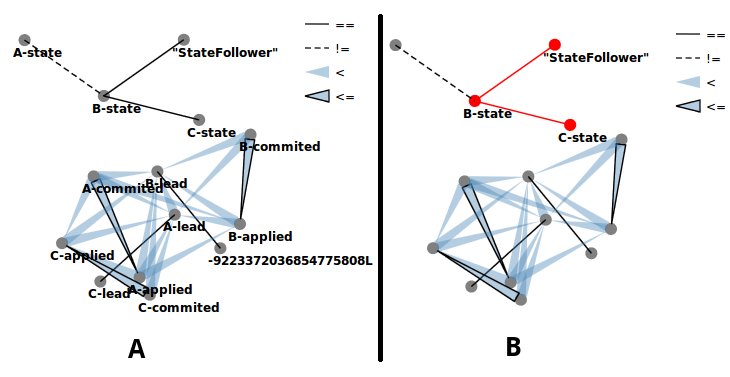 ==
A-state
"StateFollower"
!=
<
B-state
<=
C-state
B-commited
A-commited
B-lead
A-lead
B-applied
C-applied
-9223372036854775808L
C-lead
A-applied
C-commited
A
==
"StateFollower"
!=
<
B-state
<=
C-state
B